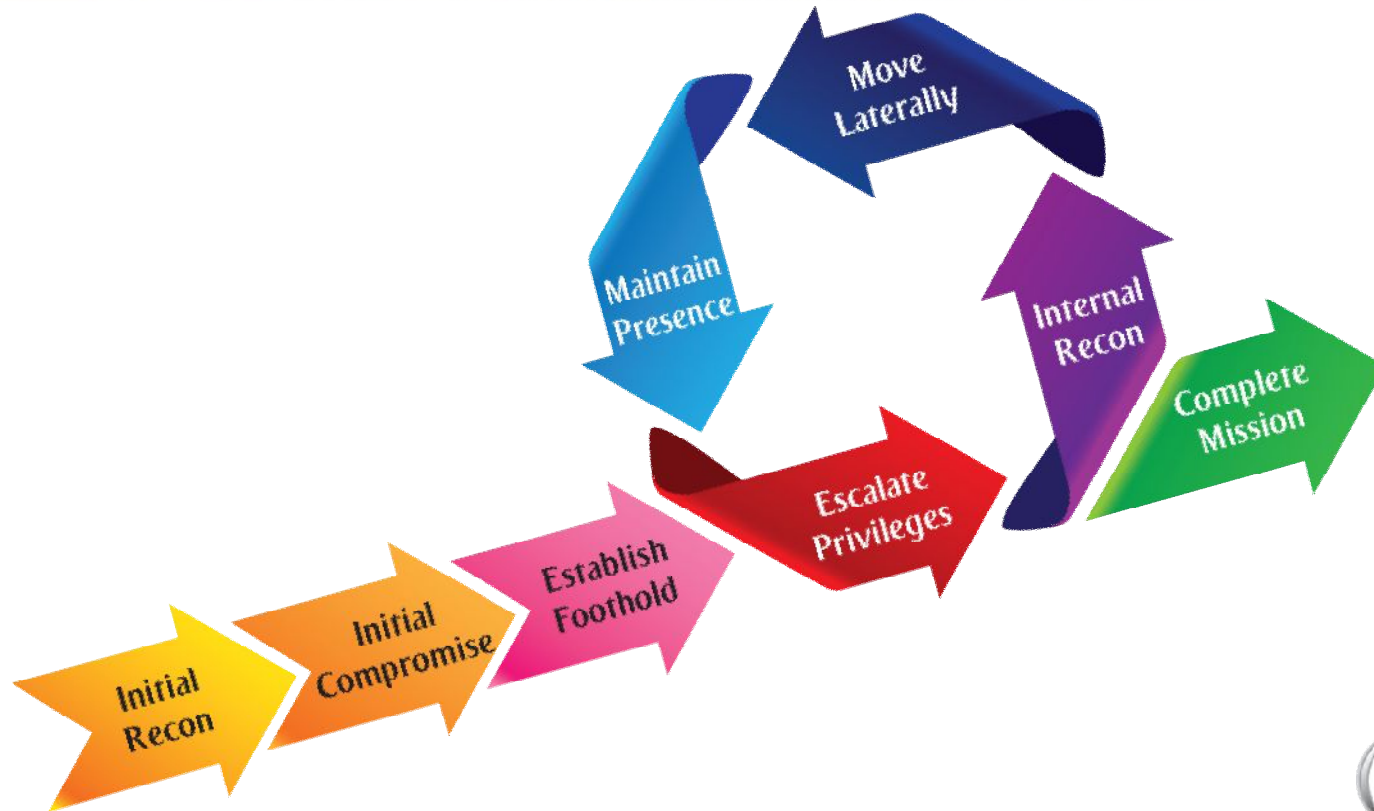 Initial
Recon
Initial
Compromise
Establish
Foothold
Escalate
Privileges
Internal
Recon
Move
Laterally
Maintain
Presence
Complete
Mission